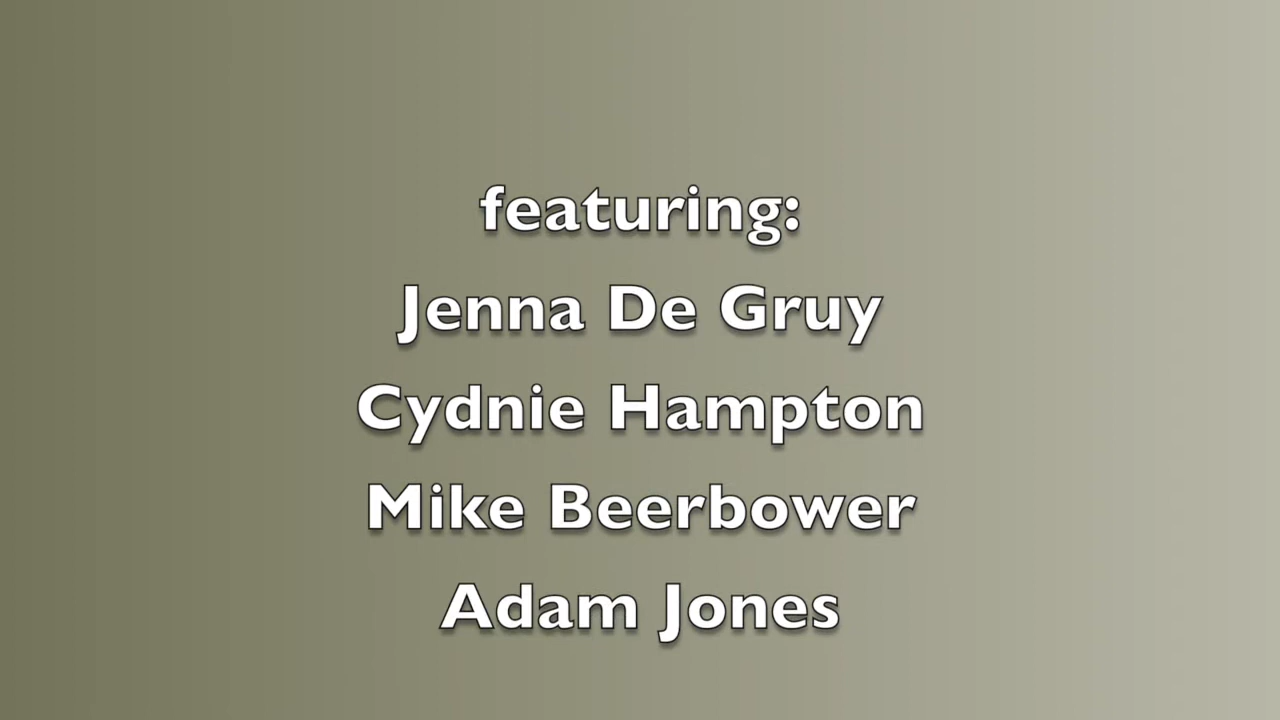 featuring:
Jenna De Gruy
Cydnie Hampton
Mike Beerbower
Adam Jones